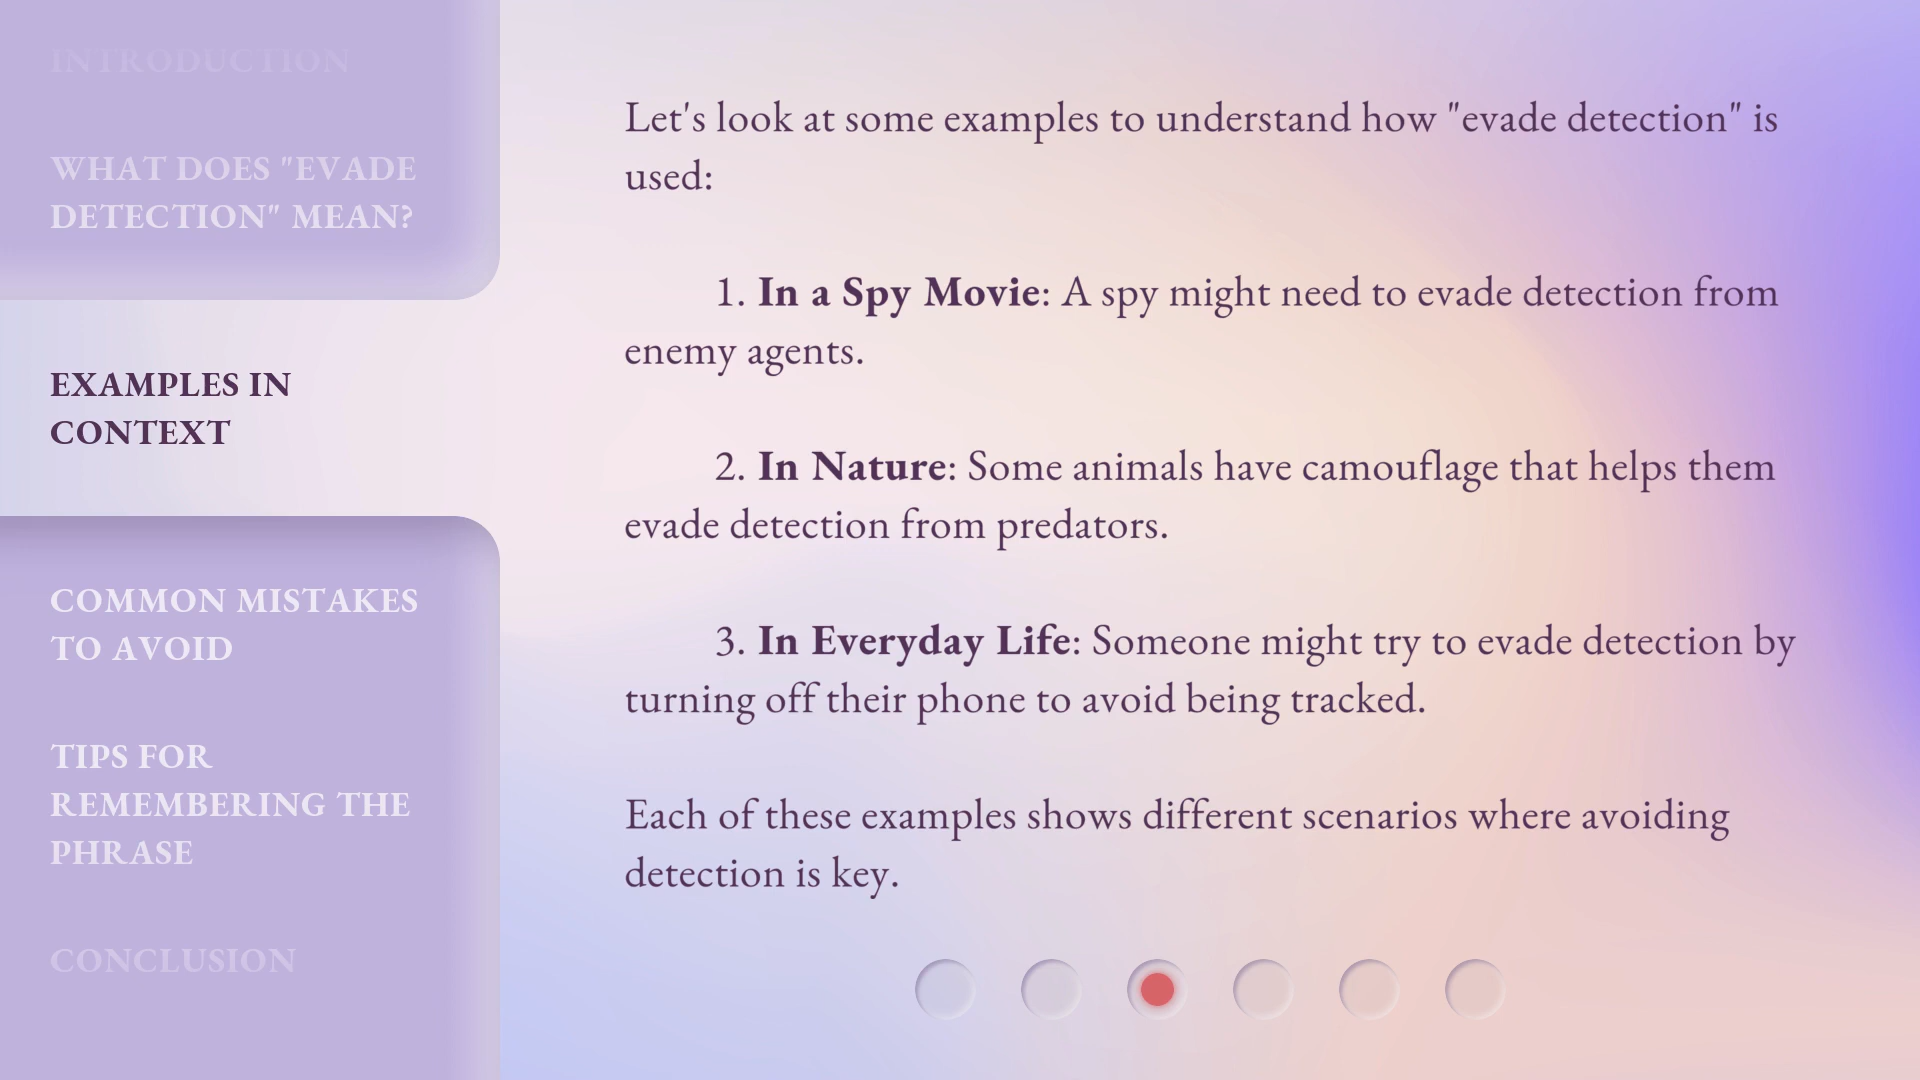 INTRODUCTION
WHAT DOES "EVADE
DETECTION" MEAN?
EXAMPLES IN
CONTEXT
COMMON MISTAKES
TO AVOID
TIPS FOR
REMEMBERING THE
PHRASE
CONCLUSION
Let's look at some examples to understand how "evade detection" is
used:
1. In a Spy Movie: A spy might need to evade detection from
enemy agents.
2. In Nature: Some animals have camouflage that helps them
evade detection from predators.
3. In Everyday Life: Someone might try to evade detection by
turning off their phone to avoid being tracked.
Each of these examples shows different scenarios where avoiding
detection is key.